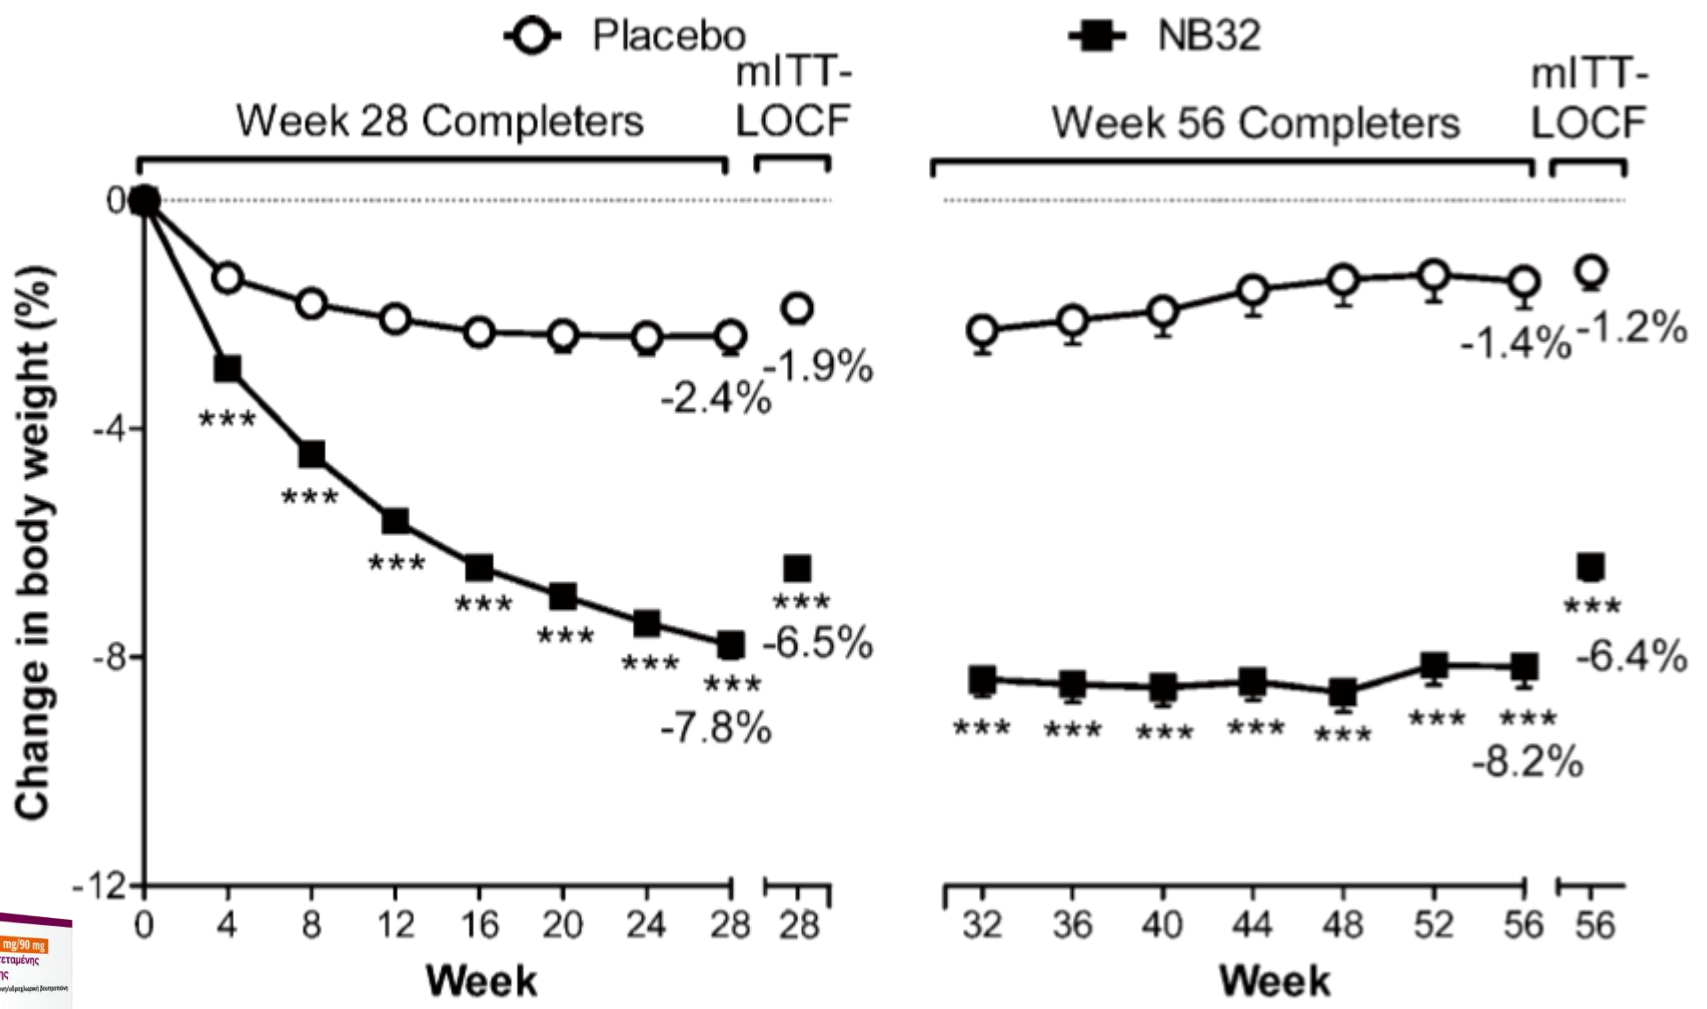 Placebo
NB32
mITT-
LOCF
Week 28 Completers
mITT-
LOCF
Week 56 Completers
Change in body weight (%)
0
-4
-8
-12
-2.4%
-1.9%
-1.4%
-1.2%
***
***
***
***
***
***
***
-7.8%
***
-6.5%
***
***
***
***
***
***
***
-8.2%
***
-6.4%
0 4 8 12 16 20 24 28 28
32 36 40 44 48 52 56 56
Week
Week
mg/90 mg